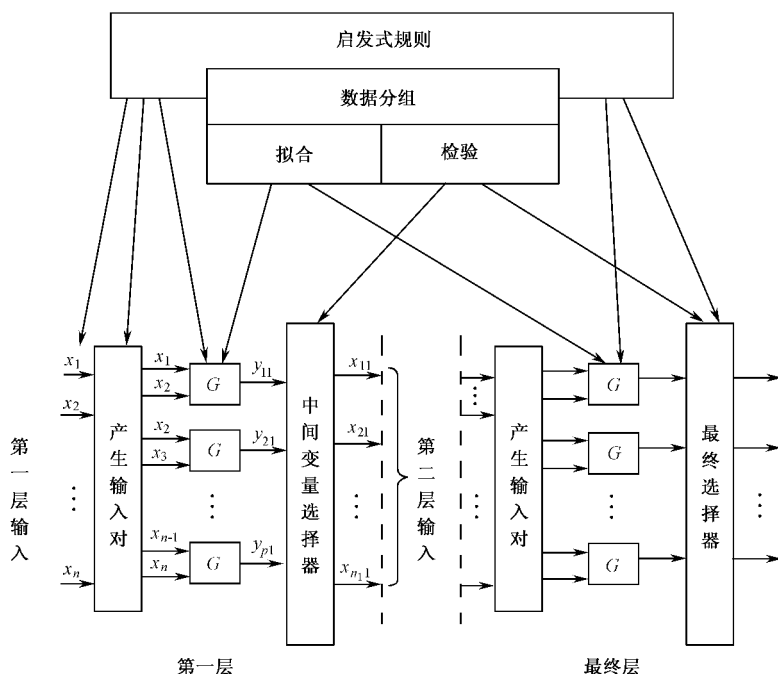 启发式规则
数据分组
拟合
检验
第一层输入
x₁
x₂
⋮
xₙ
产生输入对
x₁
x₂
x₂
x₃
⋮
xₙ₋₁
xₙ
G
G
⋮
G
y₁₁
y₂₁
yₚ₁
中间变量选择器
x₁₁
x₂₁
⋮
xₙ₁₁
第二层输入
⋮
⋮
产生输入对
G
G
⋮
G
最终选择器
⋮
第一层
最终层